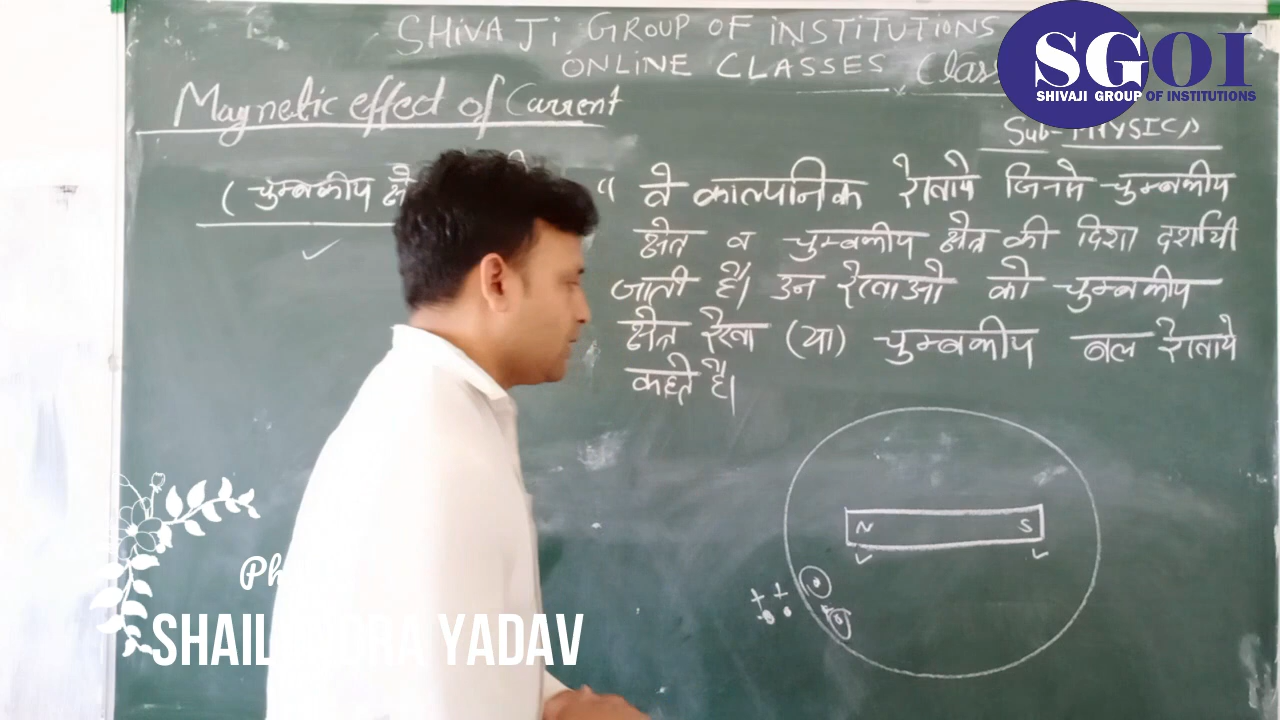 SHIVAJI GROUP OF INSTITUTIONS
ONLINE CLASSES
SGOI
SHIVAJI GROUP OF INSTITUTIONS
Magnetic effect of Current
Sub- PHYSICS
( चुम्बकीय “ वे काल्पनिक रेखाये जिनसे चुम्बकीय
क्षेत्र व चुम्बकीय क्षेत्र की दिशा दर्शायी
जाती है। उन रेखाओ को चुम्बकीय
क्षेत्र रेखा (या) चुम्बकीय बल रेखाये
कहते है।
N S
YADAV